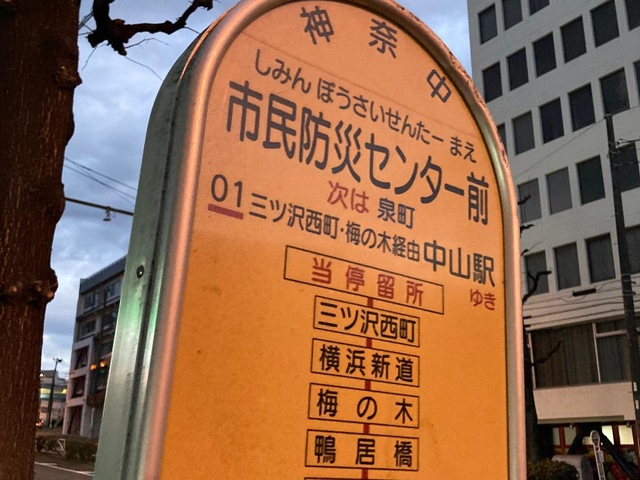 神奈中
しみん ぼうさいせんたー まえ
市民防災センター前
次は 泉町
01 三ツ沢西町・梅の木経由 中山駅
ゆき
当停留所
三ツ沢西町
横浜新道
梅の木
鴨居橋